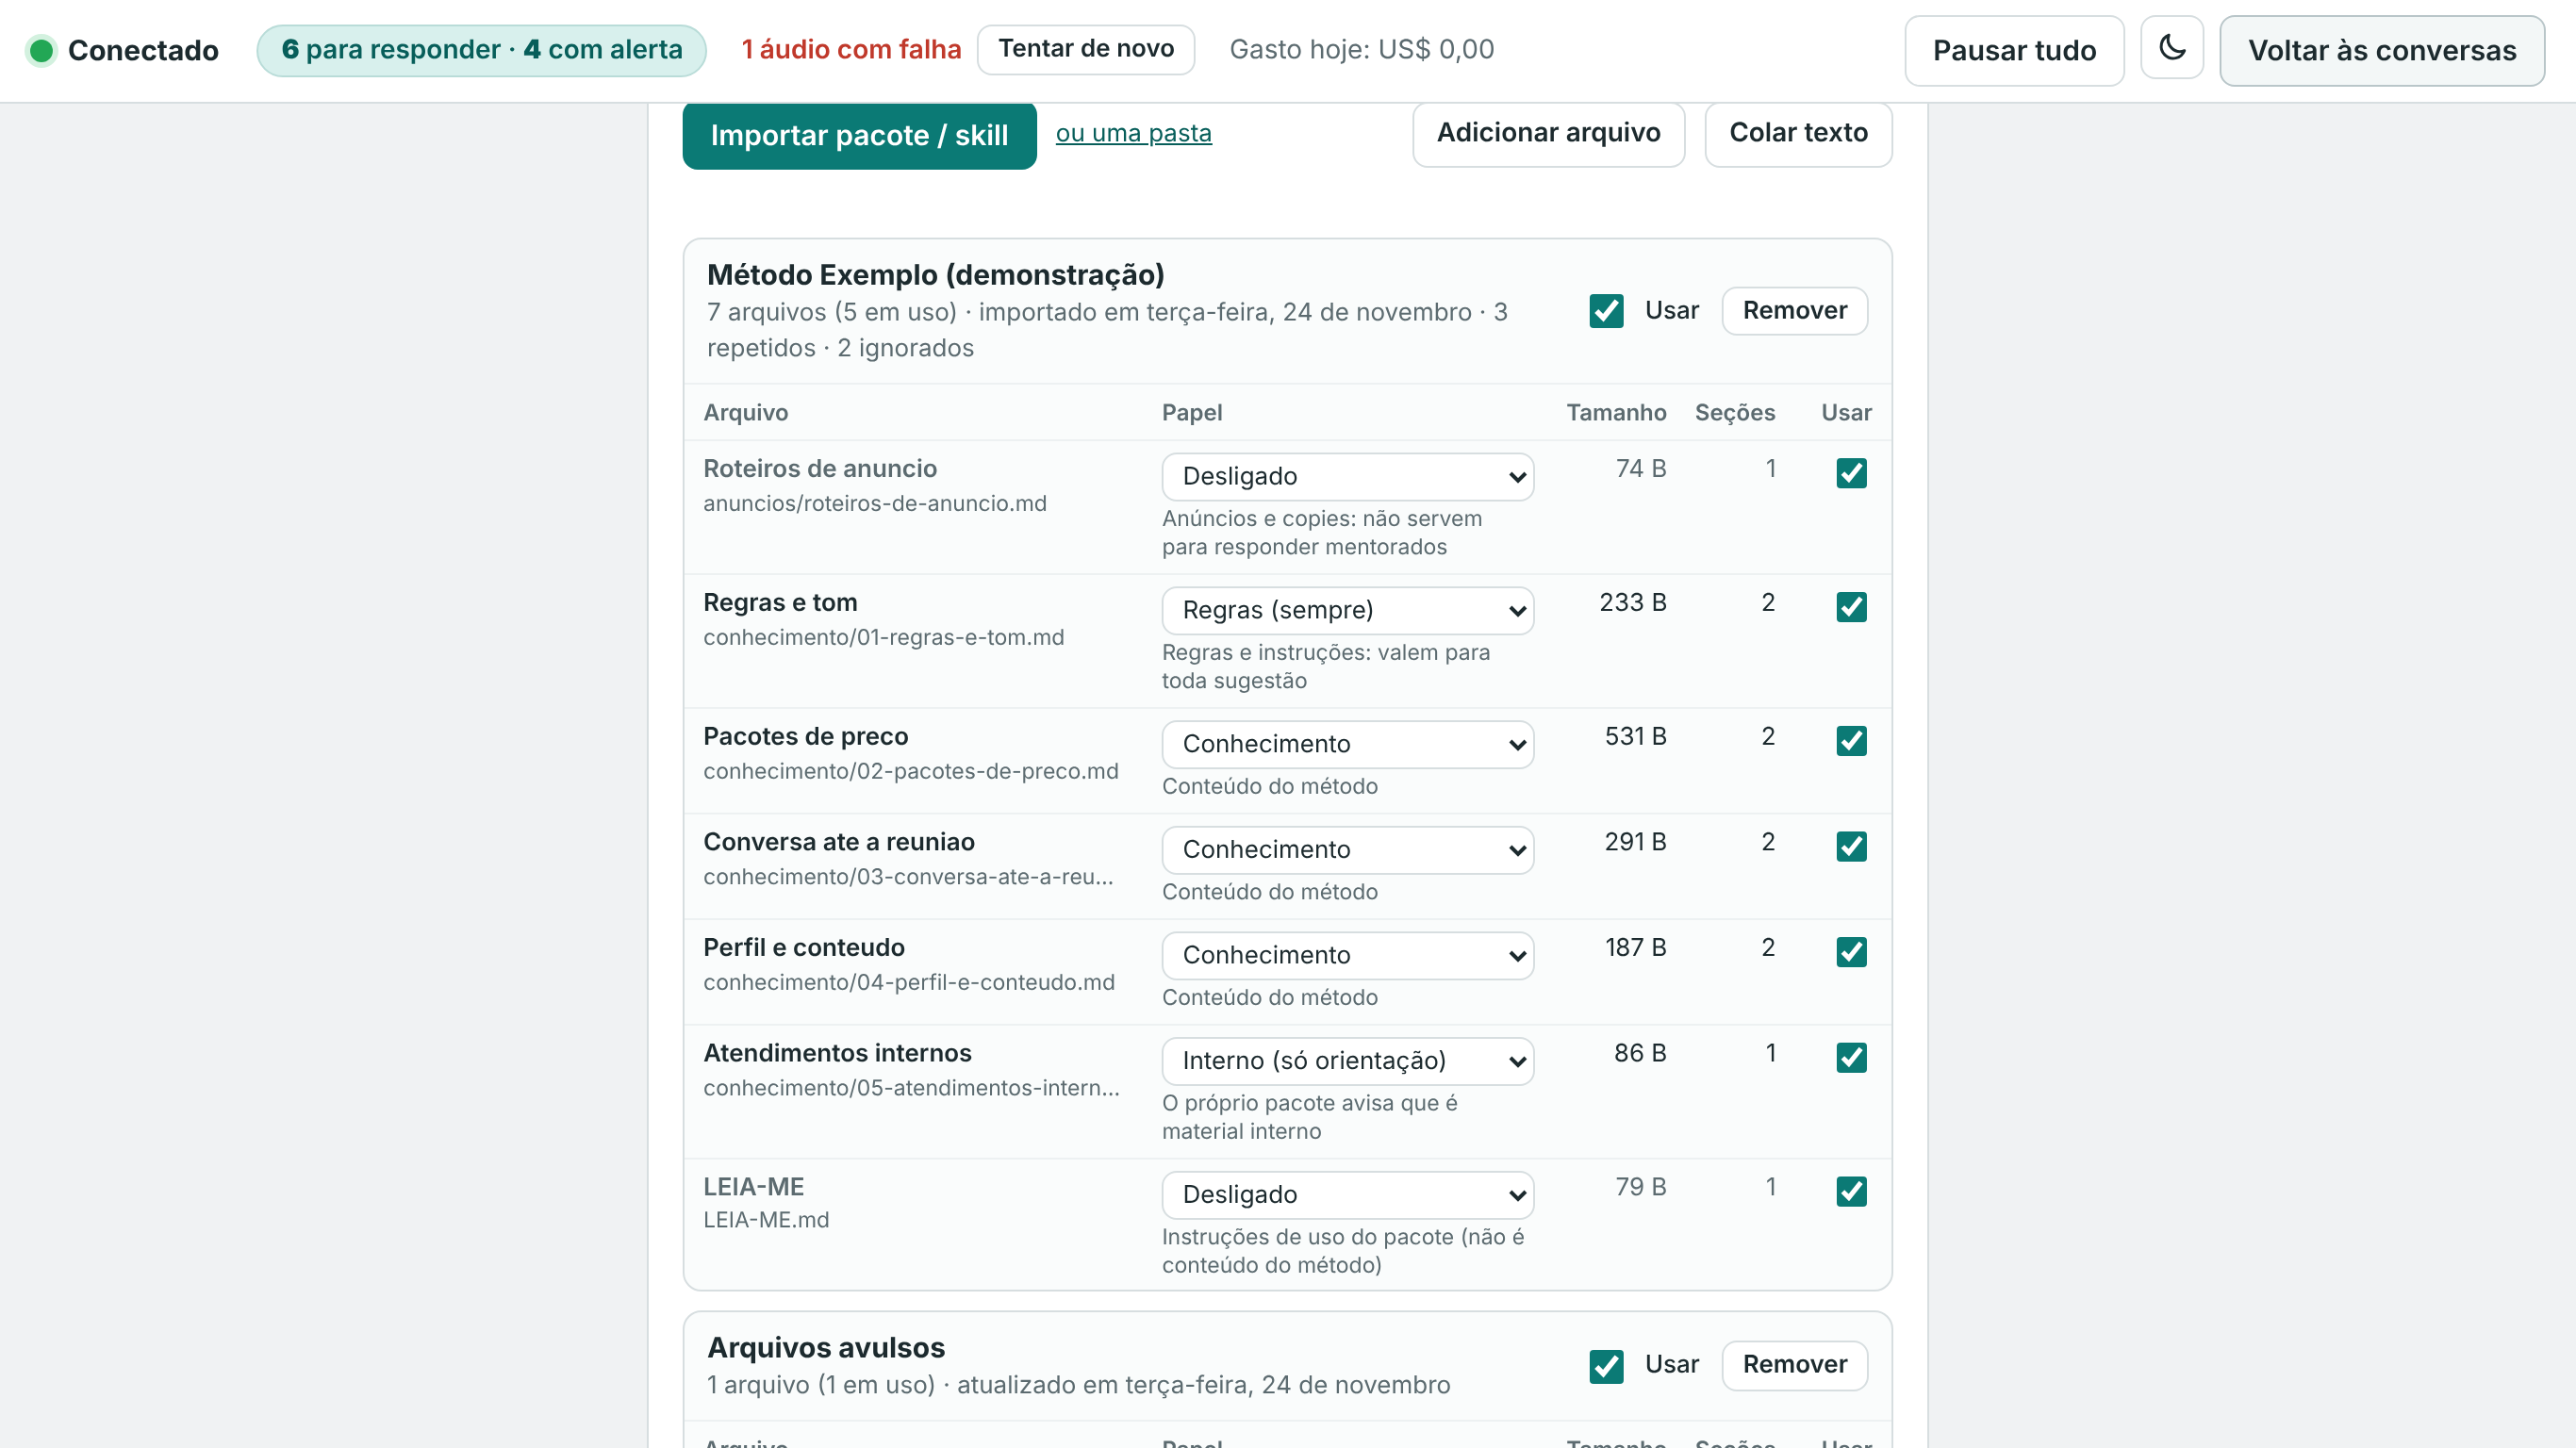 Conectado
6 para responder · 4 com alerta
1 áudio com falha
Tentar de novo
Gasto hoje: US$ 0,00
Pausar tudo
Voltar às conversas
Importar pacote / skill
ou uma pasta
Adicionar arquivo
Colar texto
Método Exemplo (demonstração)
7 arquivos (5 em uso) · importado em terça-feira, 24 de novembro · 3
repetidos · 2 ignorados
Usar
Remover
Arquivo Papel Tamanho Seções Usar
Roteiros de anuncio
anuncios/roteiros-de-anuncio.md
Desligado
Anúncios e copies: não servem
para responder mentorados
74 B
1
Regras e tom
conhecimento/01-regras-e-tom.md
Regras (sempre)
Regras e instruções: valem para
toda sugestão
233 B
2
Pacotes de preco
conhecimento/02-pacotes-de-preco.md
Conhecimento
Conteúdo do método
531 B
2
Conversa ate a reuniao
conhecimento/03-conversa-ate-a-reu...
Conhecimento
Conteúdo do método
291 B
2
Perfil e conteudo
conhecimento/04-perfil-e-conteudo.md
Conhecimento
Conteúdo do método
187 B
2
Atendimentos internos
conhecimento/05-atendimentos-intern...
Interno (só orientação)
O próprio pacote avisa que é
material interno
86 B
1
LEIA-ME
LEIA-ME.md
Desligado
Instruções de uso do pacote (não é
conteúdo do método)
79 B
1
Arquivos avulsos
1 arquivo (1 em uso) · atualizado em terça-feira, 24 de novembro
Usar
Remover
Arquivo Papel Tamanho Seções Usar